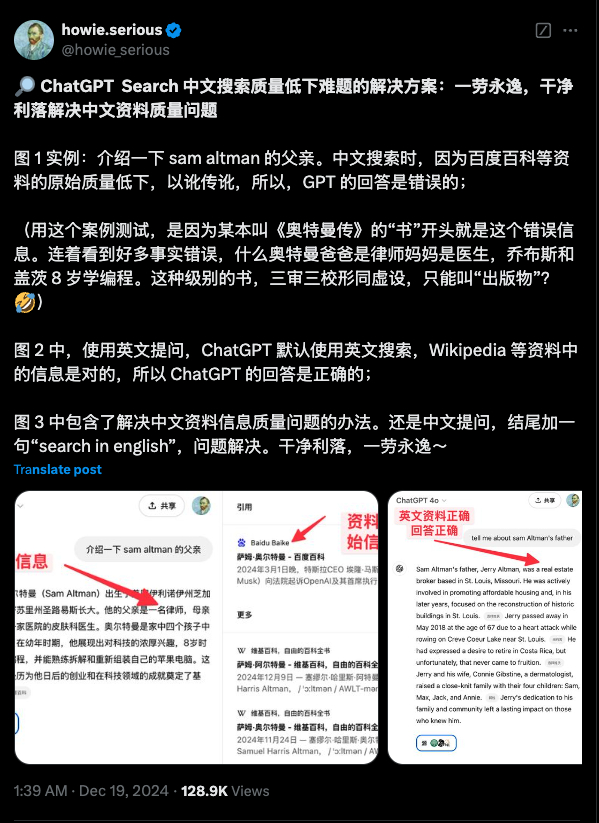 howie.serious
@howie_serious
🔎 ChatGPT Search 中文搜索质量低下难题的解决方案：一劳永逸，干净
利落解决中文资料质量问题
图 1 实例：介绍一下 sam altman 的父亲。中文搜索时，因为百度百科等资
料的原始质量低下，以讹传讹，所以，GPT 的回答是错误的；
（用这个案例测试，是因为某本叫《奥特曼传》的“书”开头就是这个错误信
息。连着看到好多事实错误，什么奥特曼爸爸是律师妈妈是医生，乔布斯和
盖茨 8 岁学编程。这种级别的书，三审三校形同虚设，只能叫“出版物”？
🤣）
图 2 中，使用英文提问，ChatGPT 默认使用英文搜索，Wikipedia 等资料中
的信息是对的，所以 ChatGPT 的回答是正确的；
图 3 中包含了解决中文资料信息质量问题的办法。还是中文提问，结尾加一
句“search in english”，问题解决。干净利落，一劳永逸～
Translate post
共享
介绍一下 sam altman 的父亲
信息
尔特曼（Sam Altman）出生于美国伊利诺伊州芝加
苏里州圣路易斯长大。他的父亲是一名律师，母亲
家医院的皮肤科医生。奥尔特曼是家中四个孩子中
在幼年时期，他展现出对科技的浓厚兴趣，8岁时
程，并能熟练拆解和重新组装自己的苹果电脑。这
历为他日后的创业和在科技领域的成就奠定了基
引用
资料
始信
Baidu Baike
萨姆·奥尔特曼 - 百度百科
2024年3月1日晚，特斯拉CEO 埃隆·马斯
Musk）向法院起诉OpenAI及其首席执行
更多
维基百科，自由的百科全书
萨姆·阿尔特曼 - 维基百科，自由的百科全
2024年12月9日 — 塞缪尔·哈里斯·阿特曼
Harris Altman， / ˈɔːltmən / AWLT-mər
维基百科，自由的百科全书
萨姆·奥尔特曼 - 维基百科，自由的百科全
2024年11月24日 — 塞缪尔·哈里斯·奥尔
Samuel Harris Altman， / ˈɔːltmən / AW
ChatGPT 4o
共享
英文资料正确
回答正确
tell me about sam Altman's father
Sam Altman's father, Jerry Altman, was a real estate
broker based in St. Louis, Missouri. He was actively
involved in promoting affordable housing and, in his
later years, focused on the reconstruction of historic
buildings in St. Louis. Jerry passed away in
May 2018 at the age of 67 due to a heart attack while
rowing on Creve Coeur Lake near St. Louis. He
had expressed a desire to retire in Costa Rica, but
unfortunately, that never came to fruition.
Jerry and his wife, Connie Gibstine, a dermatologist,
raised a close-knit family with their four children: Sam,
Max, Jack, and Annie. Jerry's dedication to his
family and community left a lasting impact on those
who knew him.
1:39 AM · Dec 19, 2024 · 128.9K Views